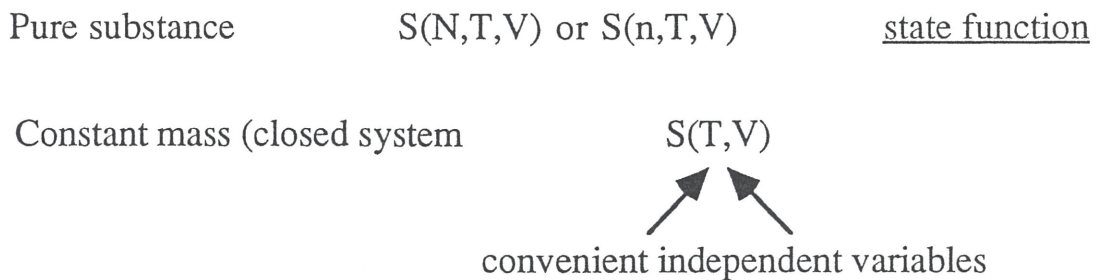 Pure substance S(N,T,V) or S(n,T,V) state function
Constant mass (closed system S(T,V)
convenient independent variables